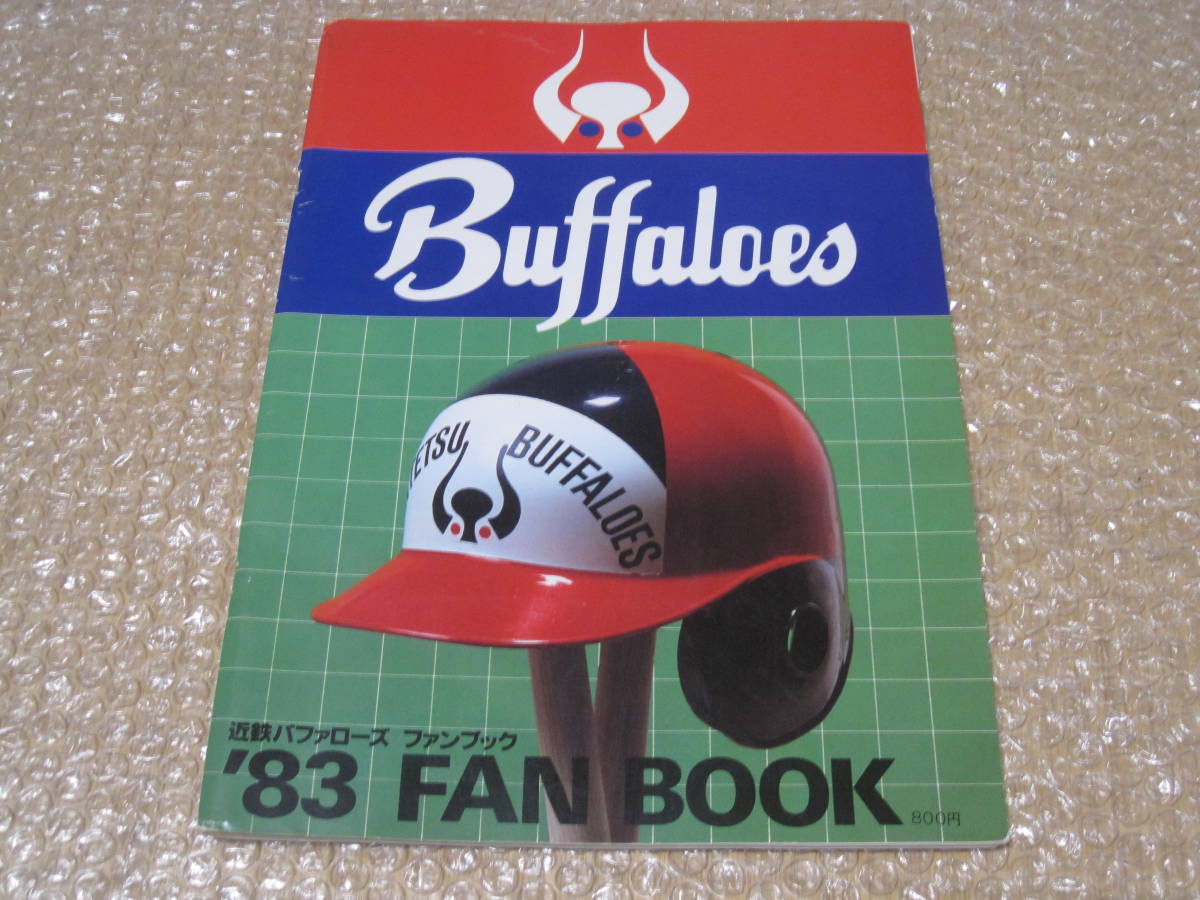 Buffaloes
ETSU BUFFALOES
近鉄バファローズ ファンブック
'83 FAN BOOK 800円